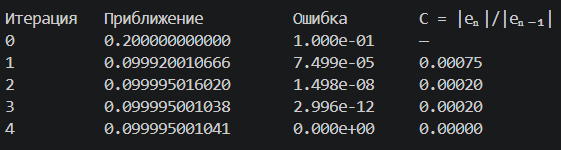 Итерация Приближение Ошибка C = |eₙ|/|eₙ₋₁|
0 0.200000000000 1.000e-01 —
1 0.099920010666 7.499e-05 0.00075
2 0.099995016020 1.498e-08 0.00020
3 0.099995001038 2.996e-12 0.00020
4 0.099995001041 0.000e+00 0.00000